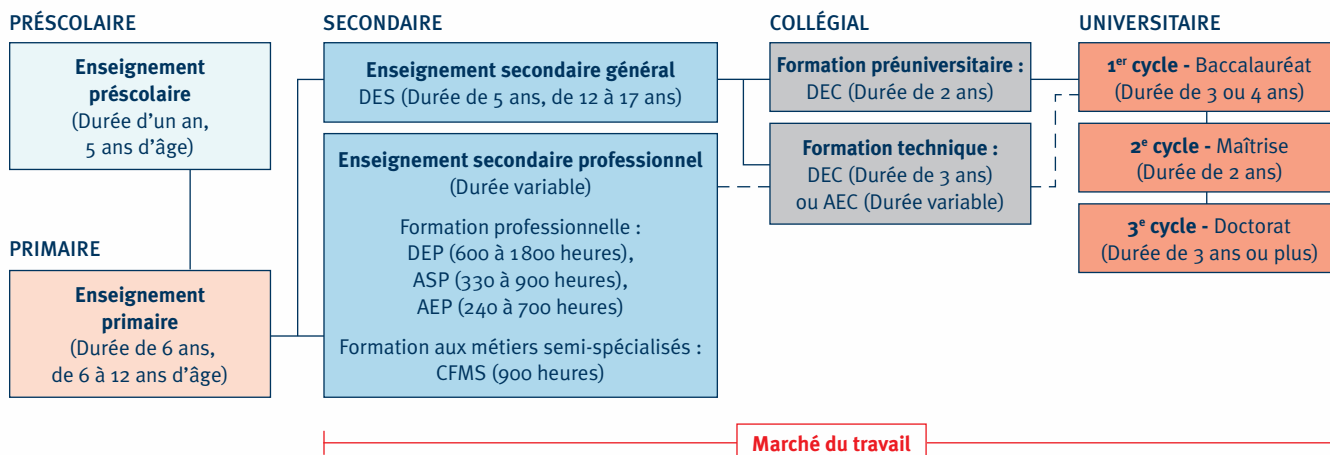 PRÉSCOLAIRE
Enseignement
préscolaire
(Durée d'un an,
5 ans d'âge)
PRIMAIRE
Enseignement
primaire
(Durée de 6 ans,
de 6 à 12 ans d'âge)
SECONDAIRE
Enseignement secondaire général
DES (Durée de 5 ans, de 12 à 17 ans)
Enseignement secondaire professionnel
(Durée variable)
Formation professionnelle :
DEP (600 à 1800 heures),
ASP (330 à 900 heures),
AEP (240 à 700 heures)
Formation aux métiers semi-spécialisés :
CFMS (900 heures)
COLLÉGIAL
Formation préuniversitaire :
DEC (Durée de 2 ans)
Formation technique :
DEC (Durée de 3 ans)
ou AEC (Durée variable)
UNIVERSITAIRE
1er cycle - Baccalauréat
(Durée de 3 ou 4 ans)
2e cycle - Maîtrise
(Durée de 2 ans)
3e cycle - Doctorat
(Durée de 3 ans ou plus)
Marché du travail